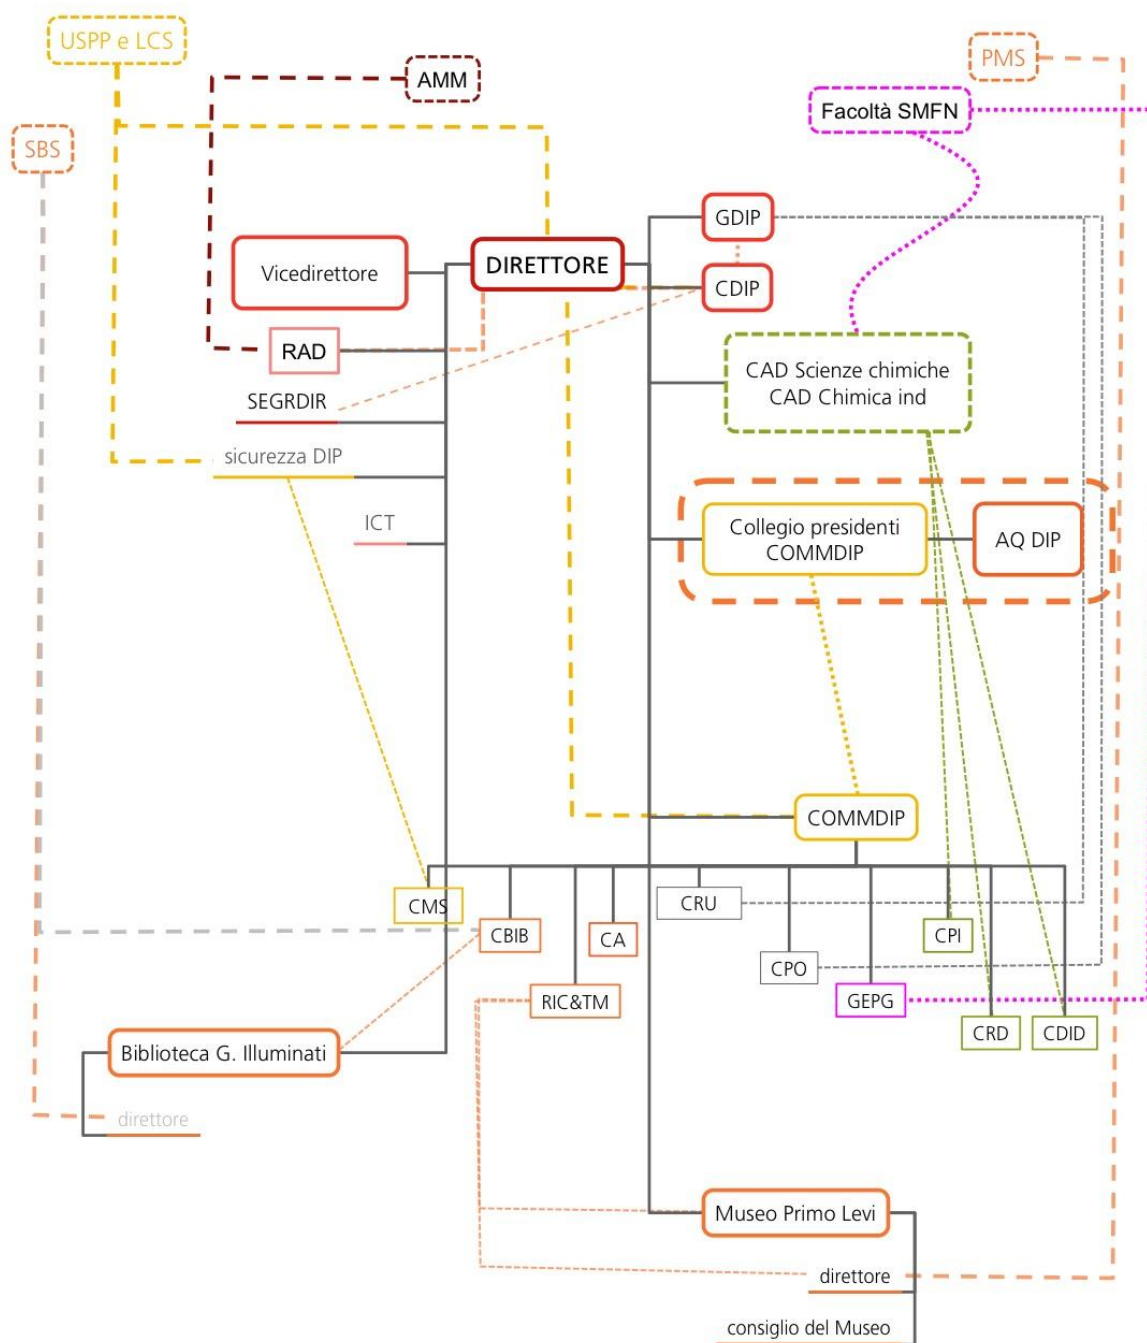 USPP e LCS
AMM
PMS
Facoltà SMFN
SBS
GDIP
Vicedirettore
DIRETTORE
CDIP
RAD
CAD Scienze chimiche
CAD Chimica ind
SEGRDIR
sicurezza DIP
ICT
Collegio presidenti
COMMDIP
AQ DIP
COMMDIP
CMS
CRU
CBIB
CA
CPI
CPO
RIC&TM
GEPG
CRD
CDID
Biblioteca G. Illuminati
direttore
Museo Primo Levi
direttore
consiglio del Museo